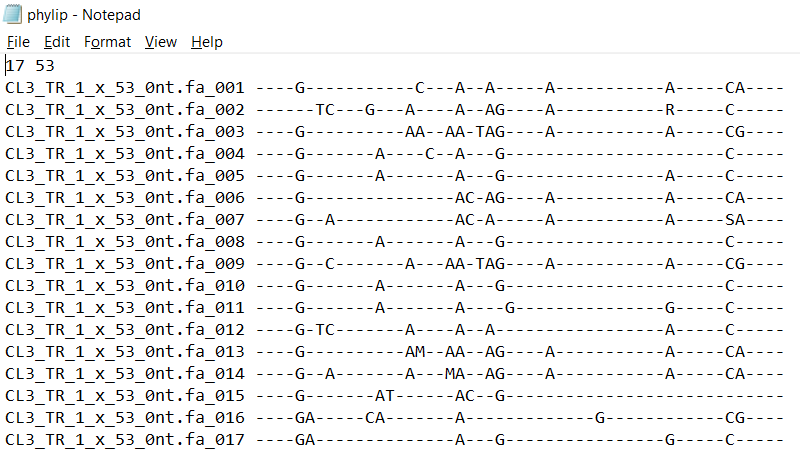 phylip - Notepad
File Edit Format View Help
17 53
CL3_TR_1_x_53_0nt.fa_001 ----G-----------C---A--A-----A-----------A-----CA----
CL3_TR_1_x_53_0nt.fa_002 ------TC---G---A----A--AG----A-----------R-----C-----
CL3_TR_1_x_53_0nt.fa_003 ----G----------AA--AA-TAG----A-----------A-----CG----
CL3_TR_1_x_53_0nt.fa_004 ----G-------A----C--A---G----------------------C-----
CL3_TR_1_x_53_0nt.fa_005 ----G-------A-------A---G----------------A-----C-----
CL3_TR_1_x_53_0nt.fa_006 ----G---------------AC-AG----A-----------A-----CA----
CL3_TR_1_x_53_0nt.fa_007 ----G--A------------AC-A-----A-----------A-----SA----
CL3_TR_1_x_53_0nt.fa_008 ----G-------A-------A---G----------------------C-----
CL3_TR_1_x_53_0nt.fa_009 ----G--C-------A---AA-TAG----A-----------A-----CG----
CL3_TR_1_x_53_0nt.fa_010 ----G-------A-------A---G----------------------C-----
CL3_TR_1_x_53_0nt.fa_011 ----G-------A-------A----G---------------G-----C-----
CL3_TR_1_x_53_0nt.fa_012 ----G-TC-------A----A--A-----------------A-----C-----
CL3_TR_1_x_53_0nt.fa_013 ----G----------AM--AA--AG----A-----------A-----CA----
CL3_TR_1_x_53_0nt.fa_014 ----G--A-------A---MA--AG----A-----------A-----CA----
CL3_TR_1_x_53_0nt.fa_015 ----G-------AT------AC--G----------------------------
CL3_TR_1_x_53_0nt.fa_016 ----GA-----CA-------A---G---------G------------CG----
CL3_TR_1_x_53_0nt.fa_017 ----GA--------------A---G----------------G-----C-----